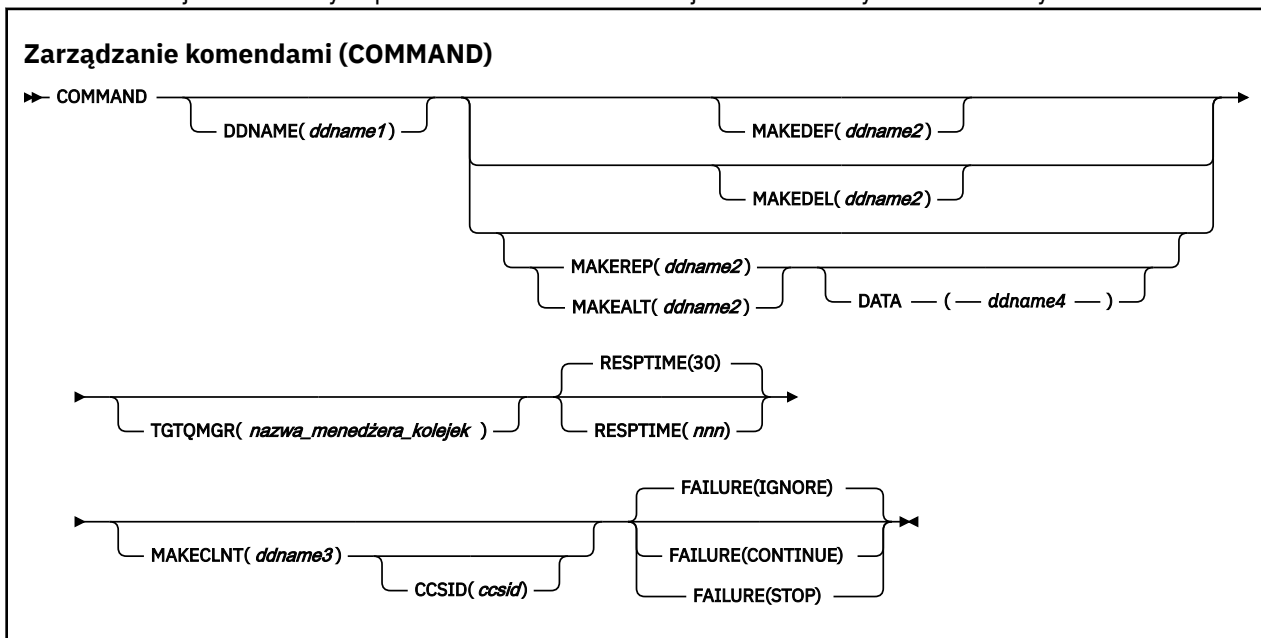 Zarządzanie komendami (COMMAND)
COMMAND
DDNAME( ddname1 )
MAKEDEF( ddname2 )
MAKEDEL( ddname2 )
MAKEREP( ddname2 )
MAKEALT( ddname2 )
DATA ( ddname4 )
TGTQMGR( nazwa_menedżera_kolejek )
RESPTIME(30)
RESPTIME( nnn)
MAKECLNT( ddname3 )
CCSID( ccsid)
FAILURE(IGNORE)
FAILURE(CONTINUE)
FAILURE(STOP)